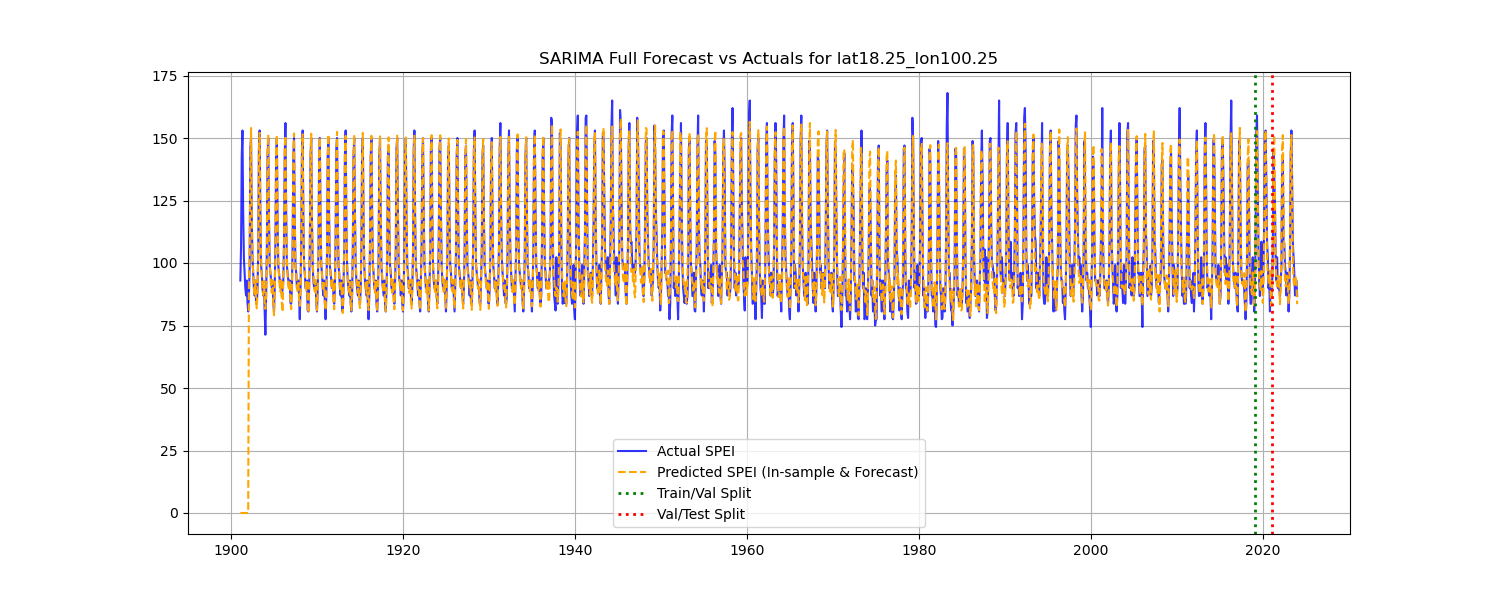 SARIMA Full Forecast vs Actuals for lat18.25_lon100.25
175
150
125
100
75
50
25
0
Actual SPEI
Predicted SPEI (In-sample & Forecast)
Train/Val Split
Val/Test Split
1900 1920 1940 1960 1980 2000 2020